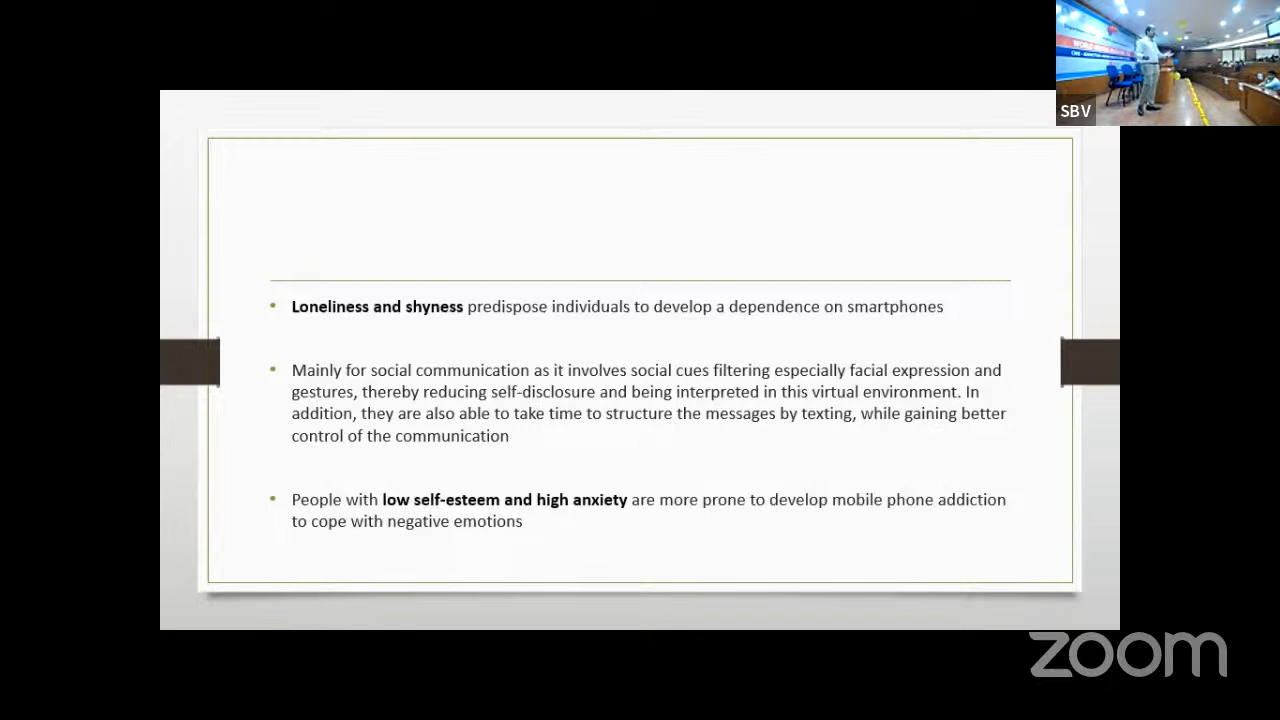 SBV
• Loneliness and shyness predispose individuals to develop a dependence on smartphones
• Mainly for social communication as it involves social cues filtering especially facial expression and
gestures, thereby reducing self-disclosure and being interpreted in this virtual environment. In
addition, they are also able to take time to structure the messages by texting, while gaining better
control of the communication
• People with low self-esteem and high anxiety are more prone to develop mobile phone addiction
to cope with negative emotions
zoom